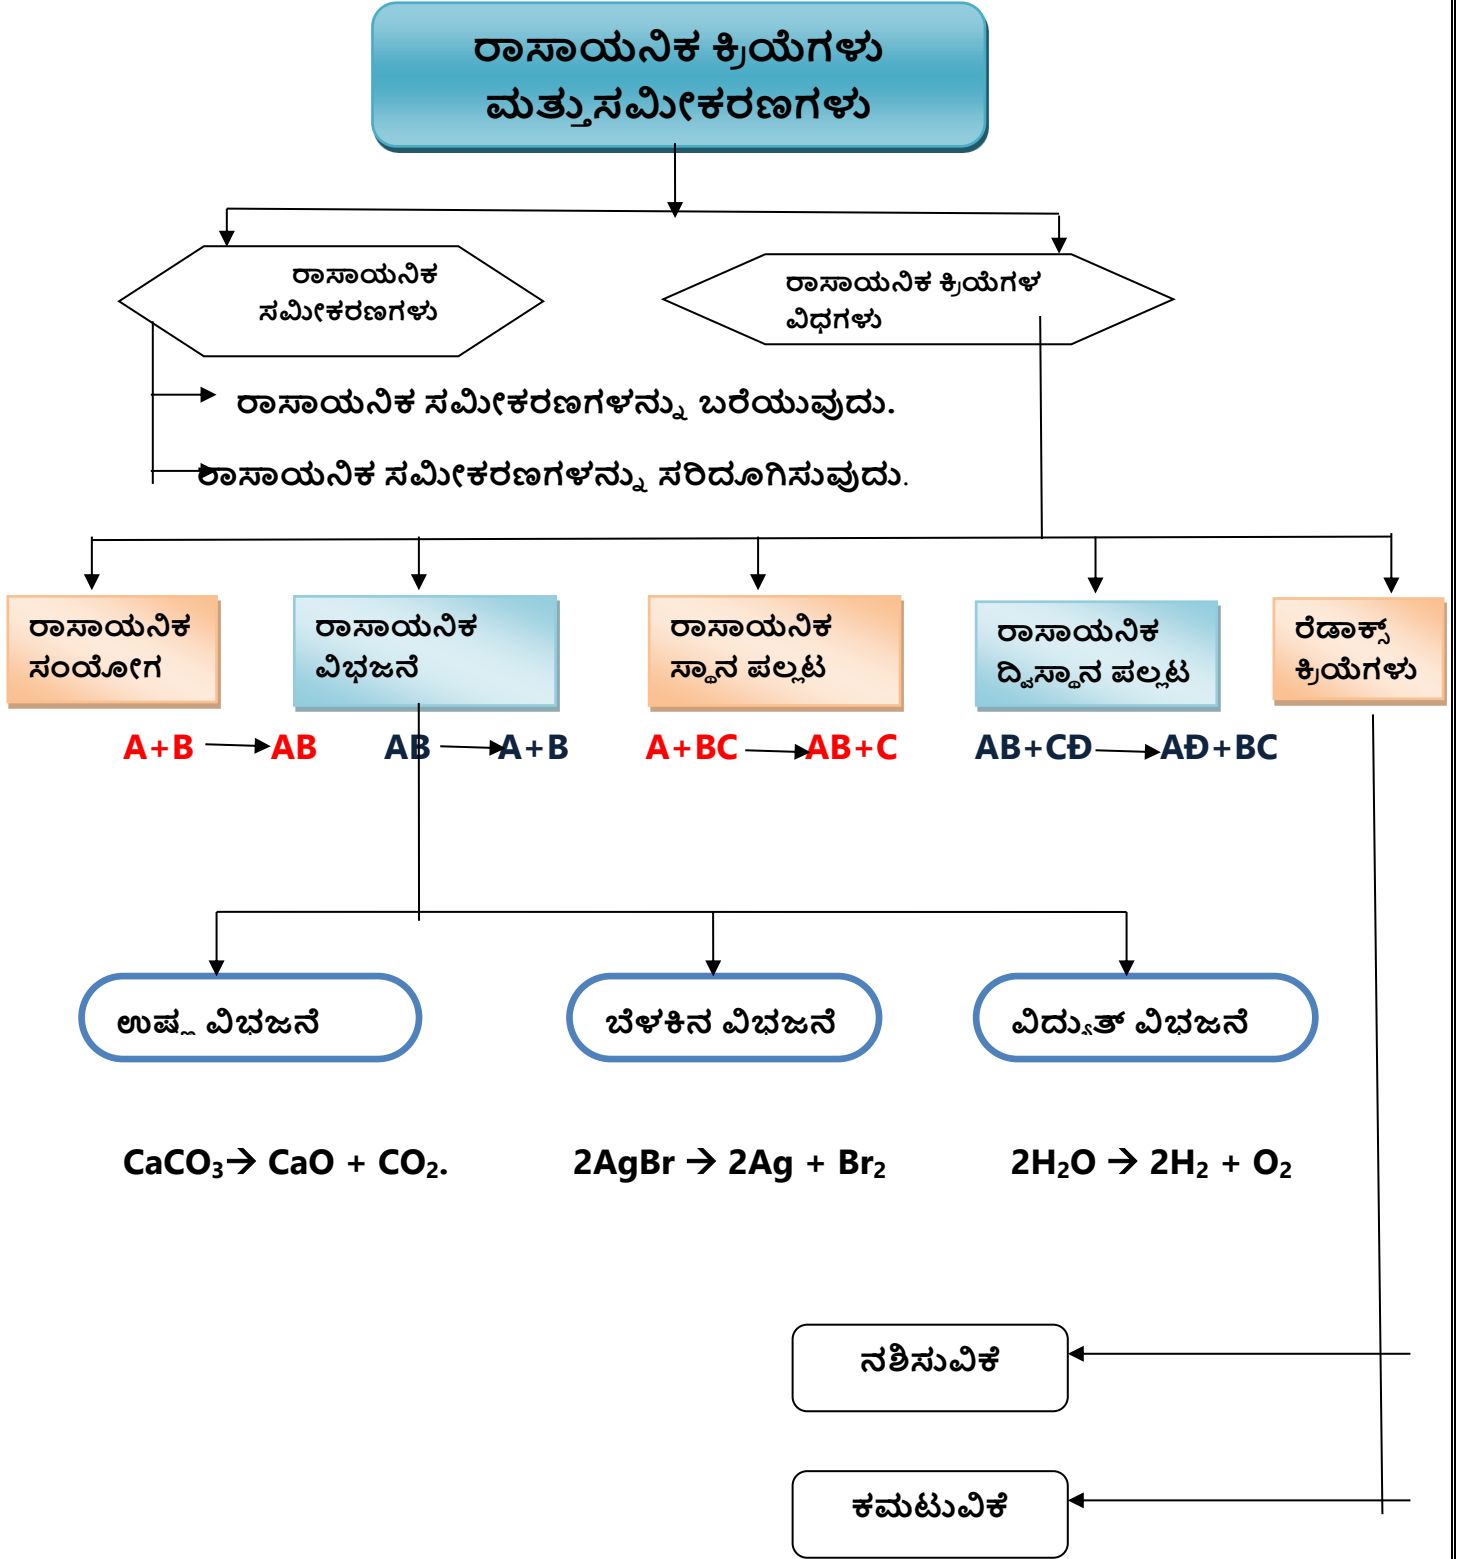 ರಾಸಾಯನಿಕ ಕ್ರಿಯೆಗಳು
ಮತ್ತುಸಮೀಕರಣಗಳು
ರಾಸಾಯನಿಕ
ಸಮೀಕರಣಗಳು
ರಾಸಾಯನಿಕ ಕ್ರಿಯೆಗಳ
ವಿಧಗಳು
ರಾಸಾಯನಿಕ ಸಮೀಕರಣಗಳನ್ನು ಬರೆಯುವುದು.
ರಾಸಾಯನಿಕ ಸಮೀಕರಣಗಳನ್ನು ಸರಿದೂಗಿಸುವುದು.
ರಾಸಾಯನಿಕ
ಸಂಯೋಗ
ರಾಸಾಯನಿಕ
ವಿಭಜನೆ
ರಾಸಾಯನಿಕ
ಸ್ಥಾನ ಪಲ್ಲಟ
ರಾಸಾಯನಿಕ
ದ್ವಿಸ್ಥಾನ ಪಲ್ಲಟ
ರೆಡಾಕ್ಸ್
ಕ್ರಿಯೆಗಳು
A+B → AB
AB → A+B
A+BC → AB+C
AB+CĐ → AĐ+BC
ಉಷ್ಣ ವಿಭಜನೆ
ಬೆಳಕಿನ ವಿಭಜನೆ
ವಿದ್ಯುತ್ ವಿಭಜನೆ
CaCO₃→ CaO + CO₂.
2AgBr → 2Ag + Br₂
2H₂O → 2H₂ + O₂
ನಶಿಸುವಿಕೆ
ಕಮಟುವಿಕೆ